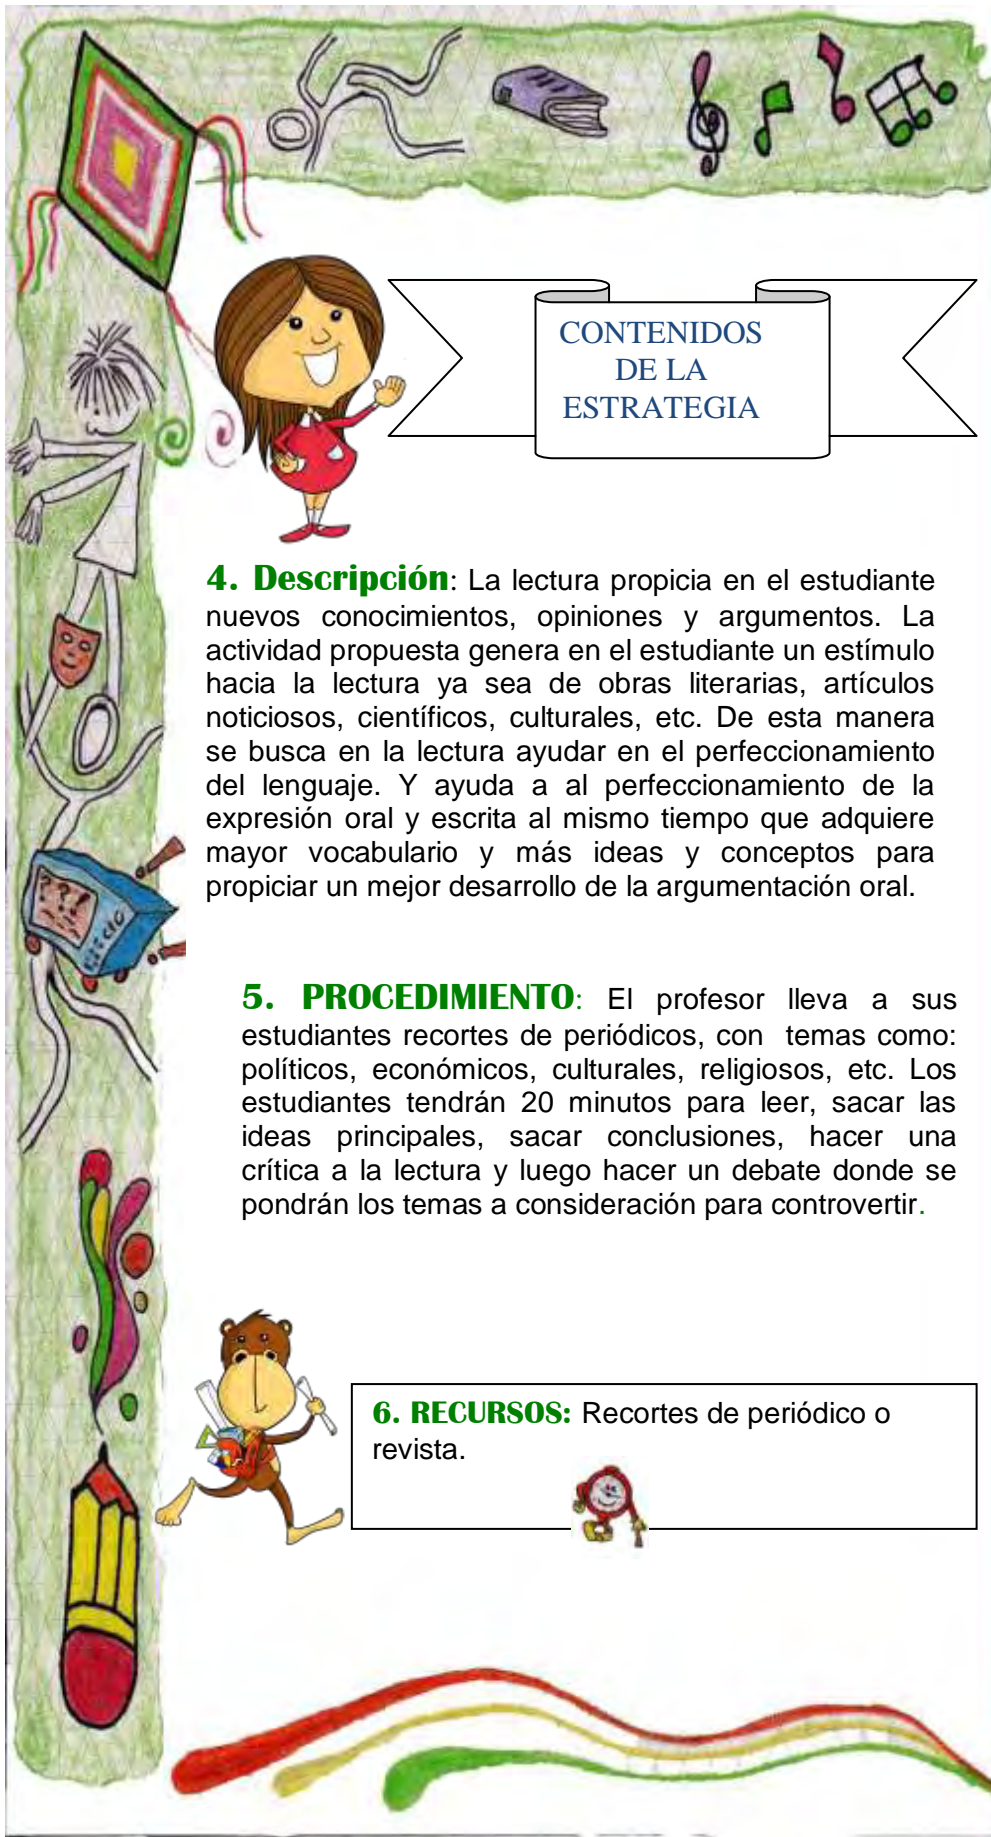 CONTENIDOS
DE LA
ESTRATEGIA
4. Descripción: La lectura propicia en el estudiante
nuevos conocimientos, opiniones y argumentos. La
actividad propuesta genera en el estudiante un estímulo
hacia la lectura ya sea de obras literarias, artículos
noticiosos, científicos, culturales, etc. De esta manera
se busca en la lectura ayudar en el perfeccionamiento
del lenguaje. Y ayuda a al perfeccionamiento de la
expresión oral y escrita al mismo tiempo que adquiere
mayor vocabulario y más ideas y conceptos para
propiciar un mejor desarrollo de la argumentación oral.
5. PROCEDIMIENTO: El profesor lleva a sus
estudiantes recortes de periódicos, con temas como:
políticos, económicos, culturales, religiosos, etc. Los
estudiantes tendrán 20 minutos para leer, sacar las
ideas principales, sacar conclusiones, hacer una
crítica a la lectura y luego hacer un debate donde se
pondrán los temas a consideración para controvertir.
6. RECURSOS: Recortes de periódico o
revista.